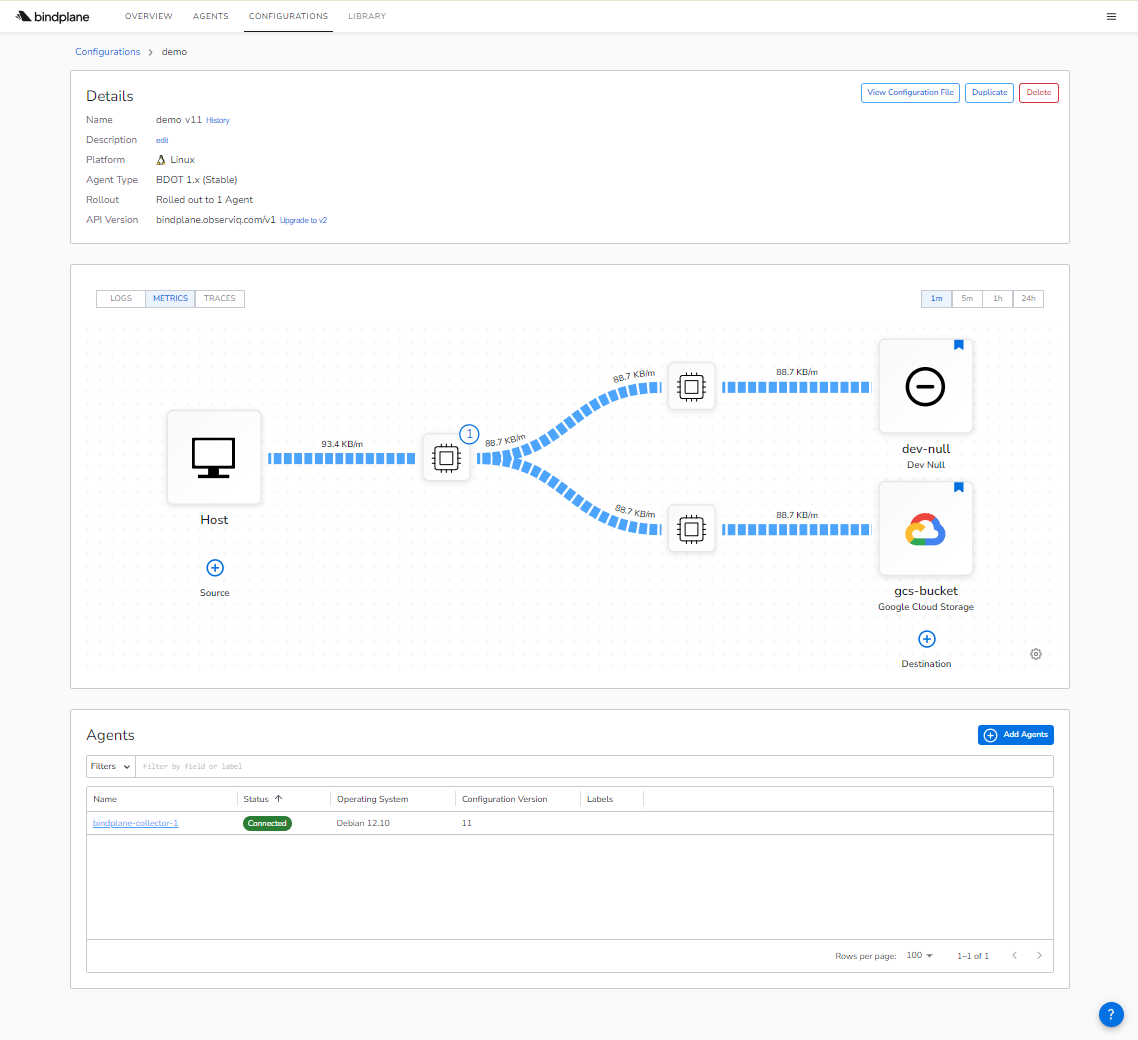 bindplane OVERVIEW AGENTS CONFIGURATIONS LIBRARY
Configurations > demo
Details View Configuration File Duplicate Delete
Name demo v11 History
Description edit
Platform Linux
Agent Type BDOT 1.x (Stable)
Rollout Rolled out to 1 Agent
API Version bindplane.observiq.com/v1 Upgrade to v2
LOGS METRICS TRACES 1m 5m 1h 24h
88.7 KB/m 88.7 KB/m
1
93.4 KB/m 88.7 KB/m
dev-null
Dev Null
88.7 KB/m 88.7 KB/m
Host
Source
gcs-bucket
Google Cloud Storage
Destination
Agents Add Agents
Filters Filter by field or label
Name Status Operating System Configuration Version Labels
bindplane-collector-1 Connected Debian 12.10 11
Rows per page: 100 1–1 of 1
?